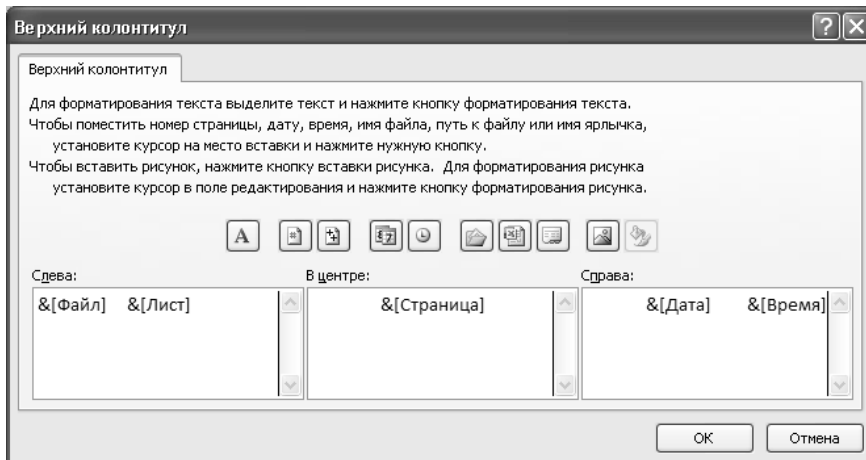 Верхний колонтитул
Верхний колонтитул
Для форматирования текста выделите текст и нажмите кнопку форматирования текста.
Чтобы поместить номер страницы, дату, время, имя файла, путь к файлу или имя ярлычка,
установите курсор на место вставки и нажмите нужную кнопку.
Чтобы вставить рисунок, нажмите кнопку вставки рисунка. Для форматирования рисунка
установите курсор в поле редактирования и нажмите кнопку форматирования рисунка.
A
Слева: В центре: Справа:
&[Файл] &[Лист] &[Страница] &[Дата] &[Время]
ОК Отмена